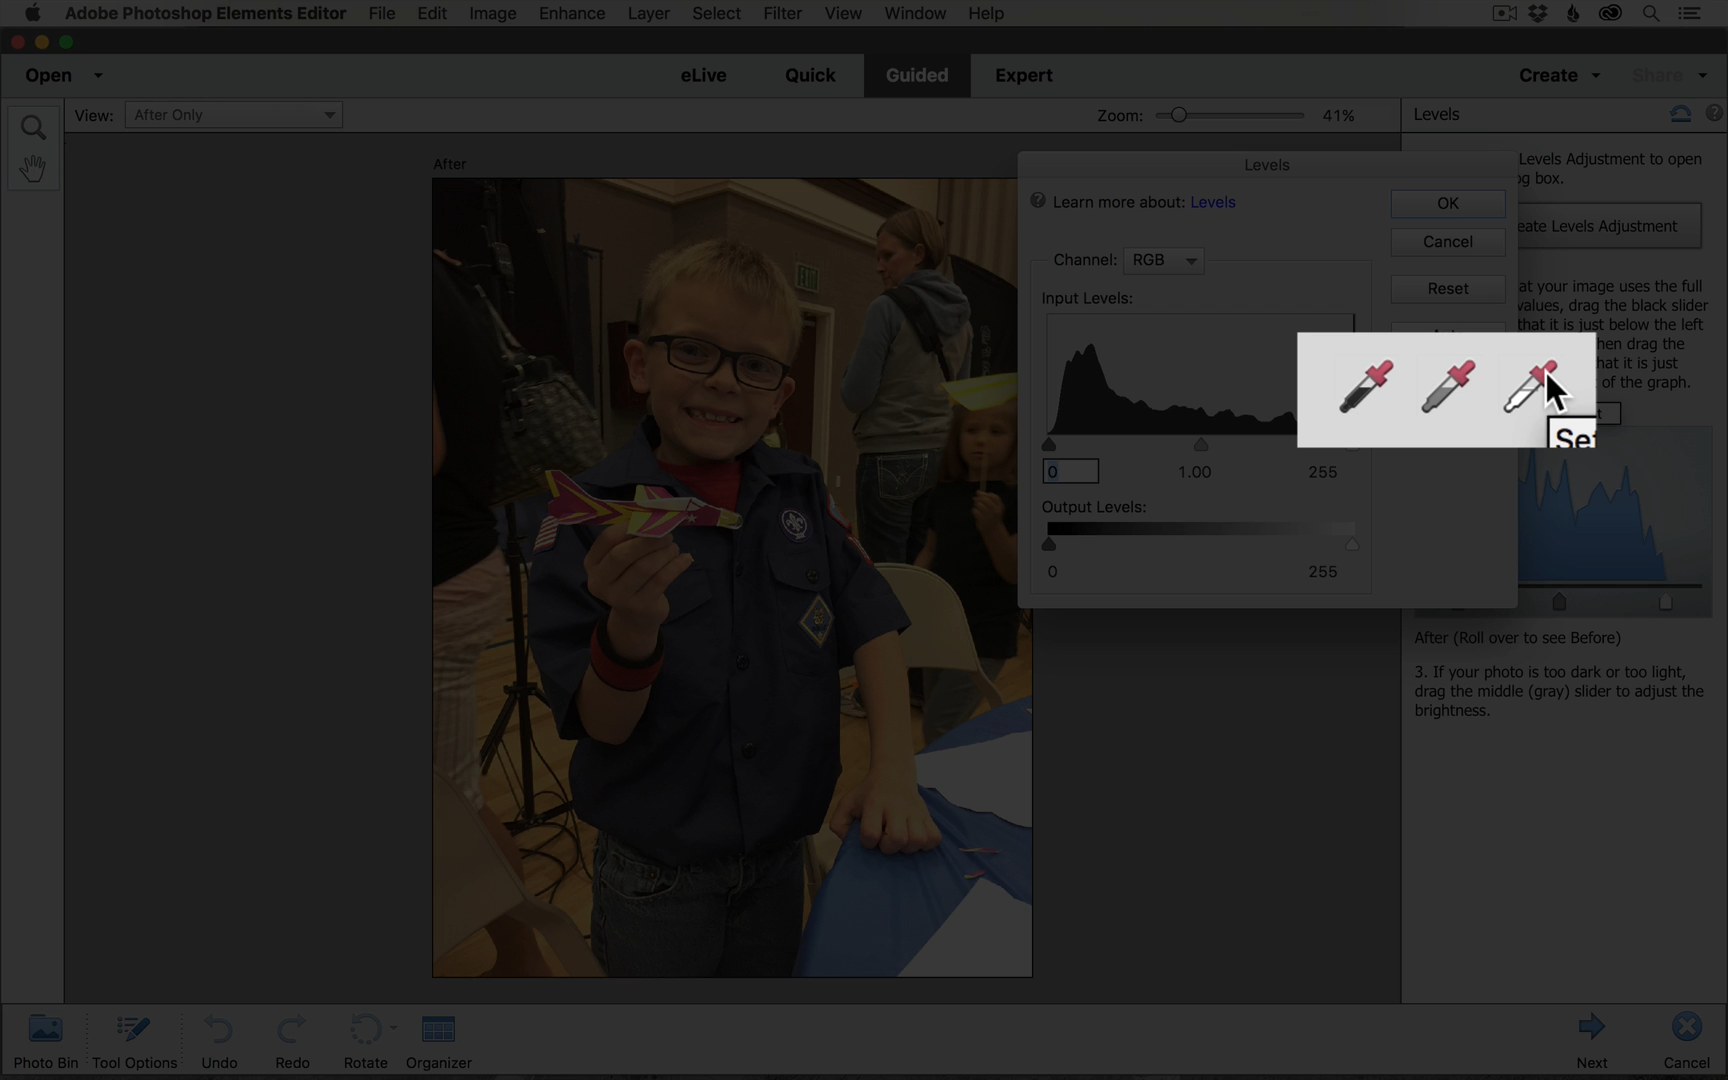 Adobe Photoshop Elements Editor File Edit Image Enhance Layer Select Filter View Window Help
Open eLive Quick Guided Expert Create Share
View: After Only Zoom: 41% Levels
After
Levels
Learn more about: Levels
OK
Cancel
Channel: RGB
Reset
Input Levels:
0 1.00 255
Output Levels:
0 255
Set
Levels Adjustment to open
og box.
eate Levels Adjustment
at your image uses the full
values, drag the black slider
that it is just below the left
hen drag the
that it is just
of the graph.
After (Roll over to see Before)
3. If your photo is too dark or too light,
drag the middle (gray) slider to adjust the
brightness.
EXIT
Photo Bin Tool Options Undo Redo Rotate Organizer Next Cancel